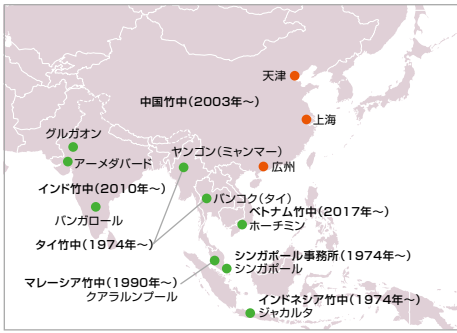 天津
中国竹中（2003年～）
上海
グルガオン
ヤンゴン（ミャンマー）
アーメダバード
広州
インド竹中（2010年～）
バンコク（タイ）
ベトナム竹中（2017年～）
バンガロール
ホーチミン
タイ竹中（1974年～）
シンガポール事務所（1974年～）
シンガポール
マレーシア竹中（1990年～）
クアラルンプール
インドネシア竹中（1974年～）
ジャカルタ